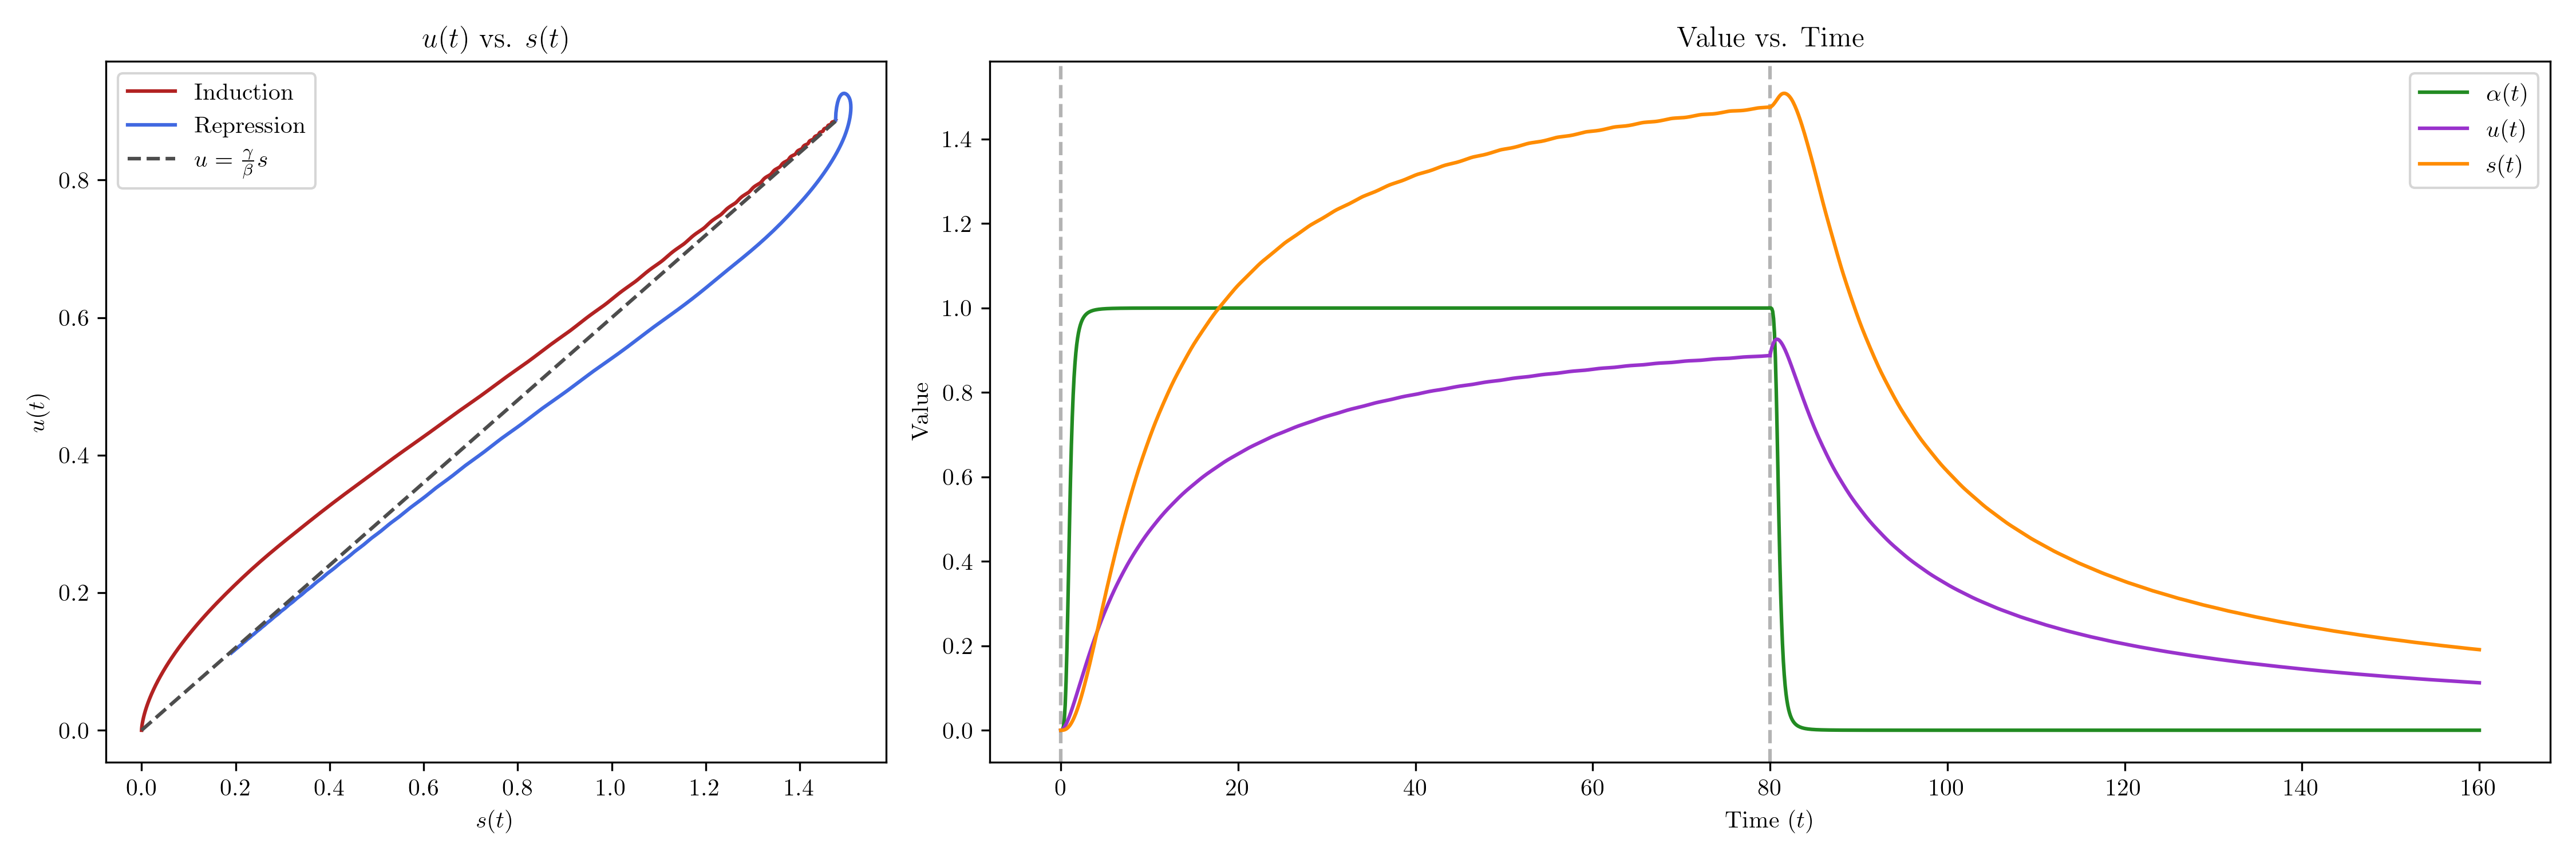 u(t) vs. s(t)
Induction
Repression
u = γ/β s
0.8
0.6
0.4
0.2
0.0
u(t)
0.0 0.2 0.4 0.6 0.8 1.0 1.2 1.4
s(t)
Value vs. Time
α(t)
u(t)
s(t)
1.4
1.2
1.0
0.8
0.6
0.4
0.2
0.0
Value
0 20 40 60 80 100 120 140 160
Time (t)